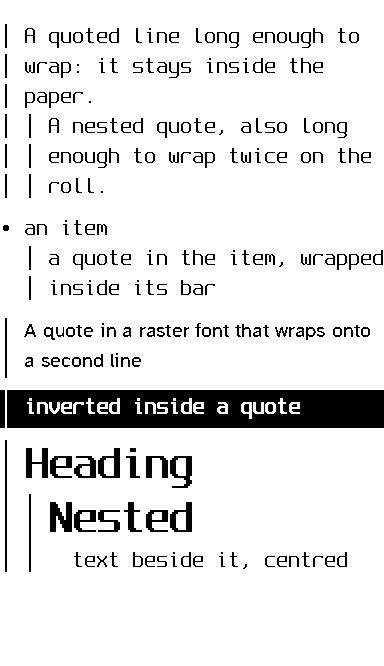 A quoted line long enough to
wrap: it stays inside the
paper.
A nested quote, also long
enough to wrap twice on the
roll.
• an item
a quote in the item, wrapped
inside its bar
A quote in a raster font that wraps onto
a second line
inverted inside a quote
Heading
Nested
text beside it, centred